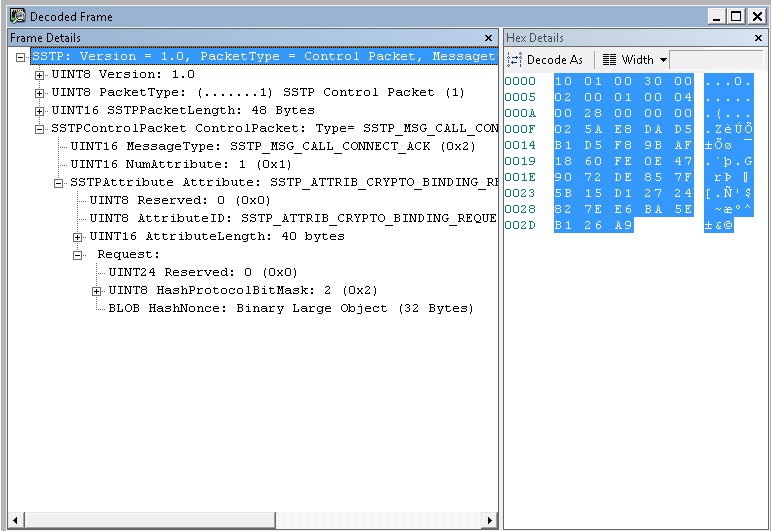 Decoded Frame
Frame Details
SSTP: Version = 1.0, PacketType = Control Packet, Messaget
UINT8 Version: 1.0
UINT8 PacketType: (.......1) SSTP Control Packet (1)
UINT16 SSTPPacketLength: 48 Bytes
SSTPControlPacket ControlPacket: Type= SSTP_MSG_CALL_CON
UINT16 MessageType: SSTP_MSG_CALL_CONNECT_ACK (0x2)
UINT16 NumAttribute: 1 (0x1)
SSTPAttribute Attribute: SSTP_ATTRIB_CRYPTO_BINDING_RE
UINT8 Reserved: 0 (0x0)
UINT8 AttributeID: SSTP_ATTRIB_CRYPTO_BINDING_REQUE
UINT16 AttributeLength: 40 bytes
Request:
UINT24 Reserved: 0 (0x0)
UINT8 HashProtocolBitMask: 2 (0x2)
BLOB HashNonce: Binary Large Object (32 Bytes)
Hex Details
Decode As Width
0000 10 01 00 30 00 ...0.
0005 02 00 01 00 04 .....
000A 00 28 00 00 00 .(...
000F 02 5A E8 DA D5 .ZèÚÕ
0014 B1 D5 F8 9B AF ±Õø ¯
0019 18 60 FE 0E 47 .`þ.G
001E 90 72 DE 85 7F rÞ
0023 5B 15 D1 27 24 [.Ñ'$
0028 82 7E E6 BA 5E ~æº^
002D B1 26 A9 ±&©